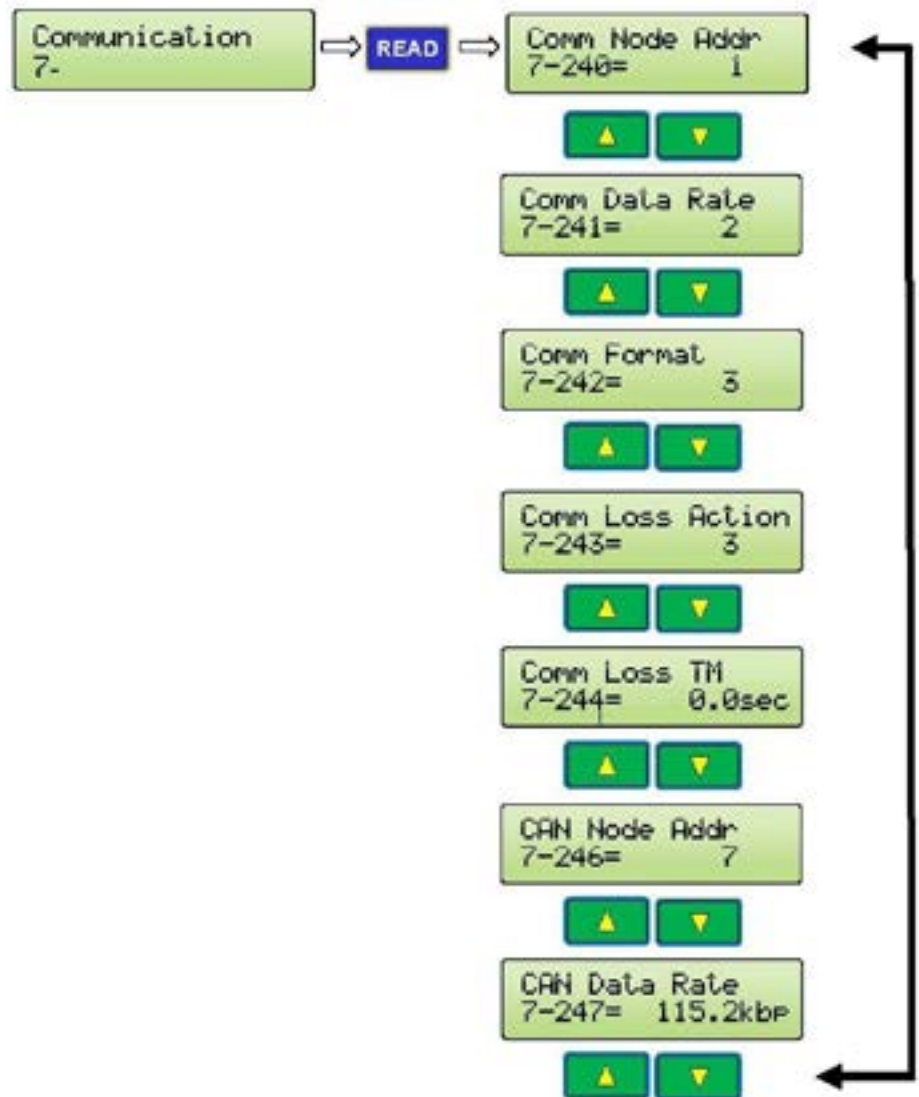 Communication
7-
READ
Comm Node Addr
7-240= 1
Comm Data Rate
7-241= 2
Comm Format
7-242= 3
Comm Loss Action
7-243= 3
Comm Loss TM
7-244= 0.0sec
CAN Node Addr
7-246= 7
CAN Data Rate
7-247= 115.2kbp